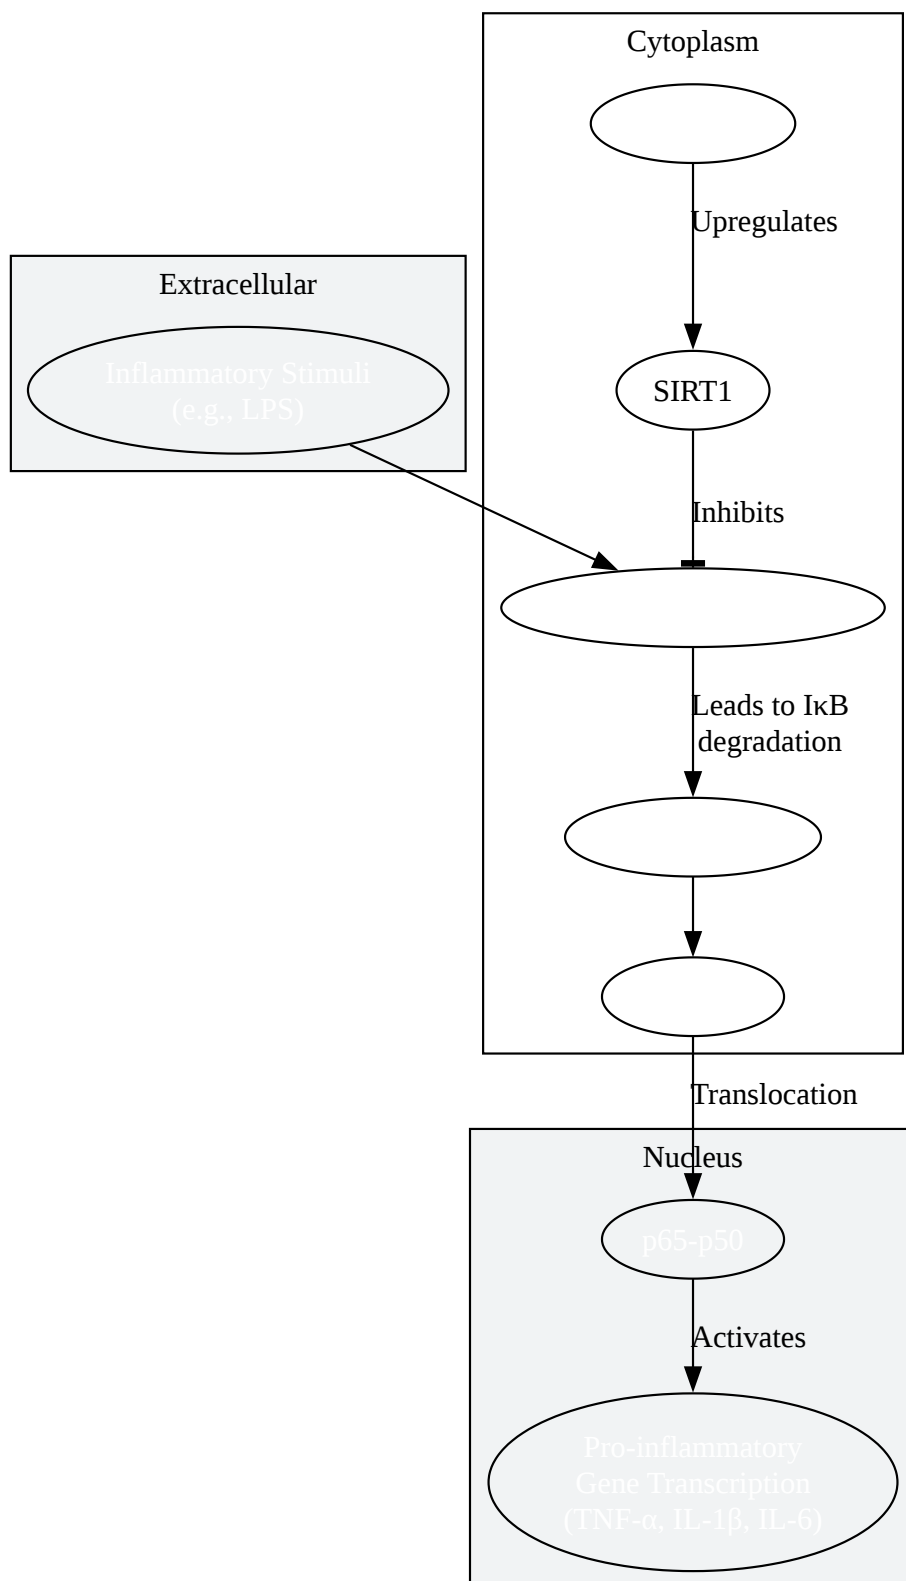 Cytoplasm
Upregulates
Extracellular
Inflammatory Stimuli
(e.g., LPS)
SIRT1
Inhibits
Leads to IκB
degradation
Translocation
Nucleus
p65-p50
Activates
Pro-inflammatory
Gene Transcription
(TNF-α, IL-1β, IL-6)